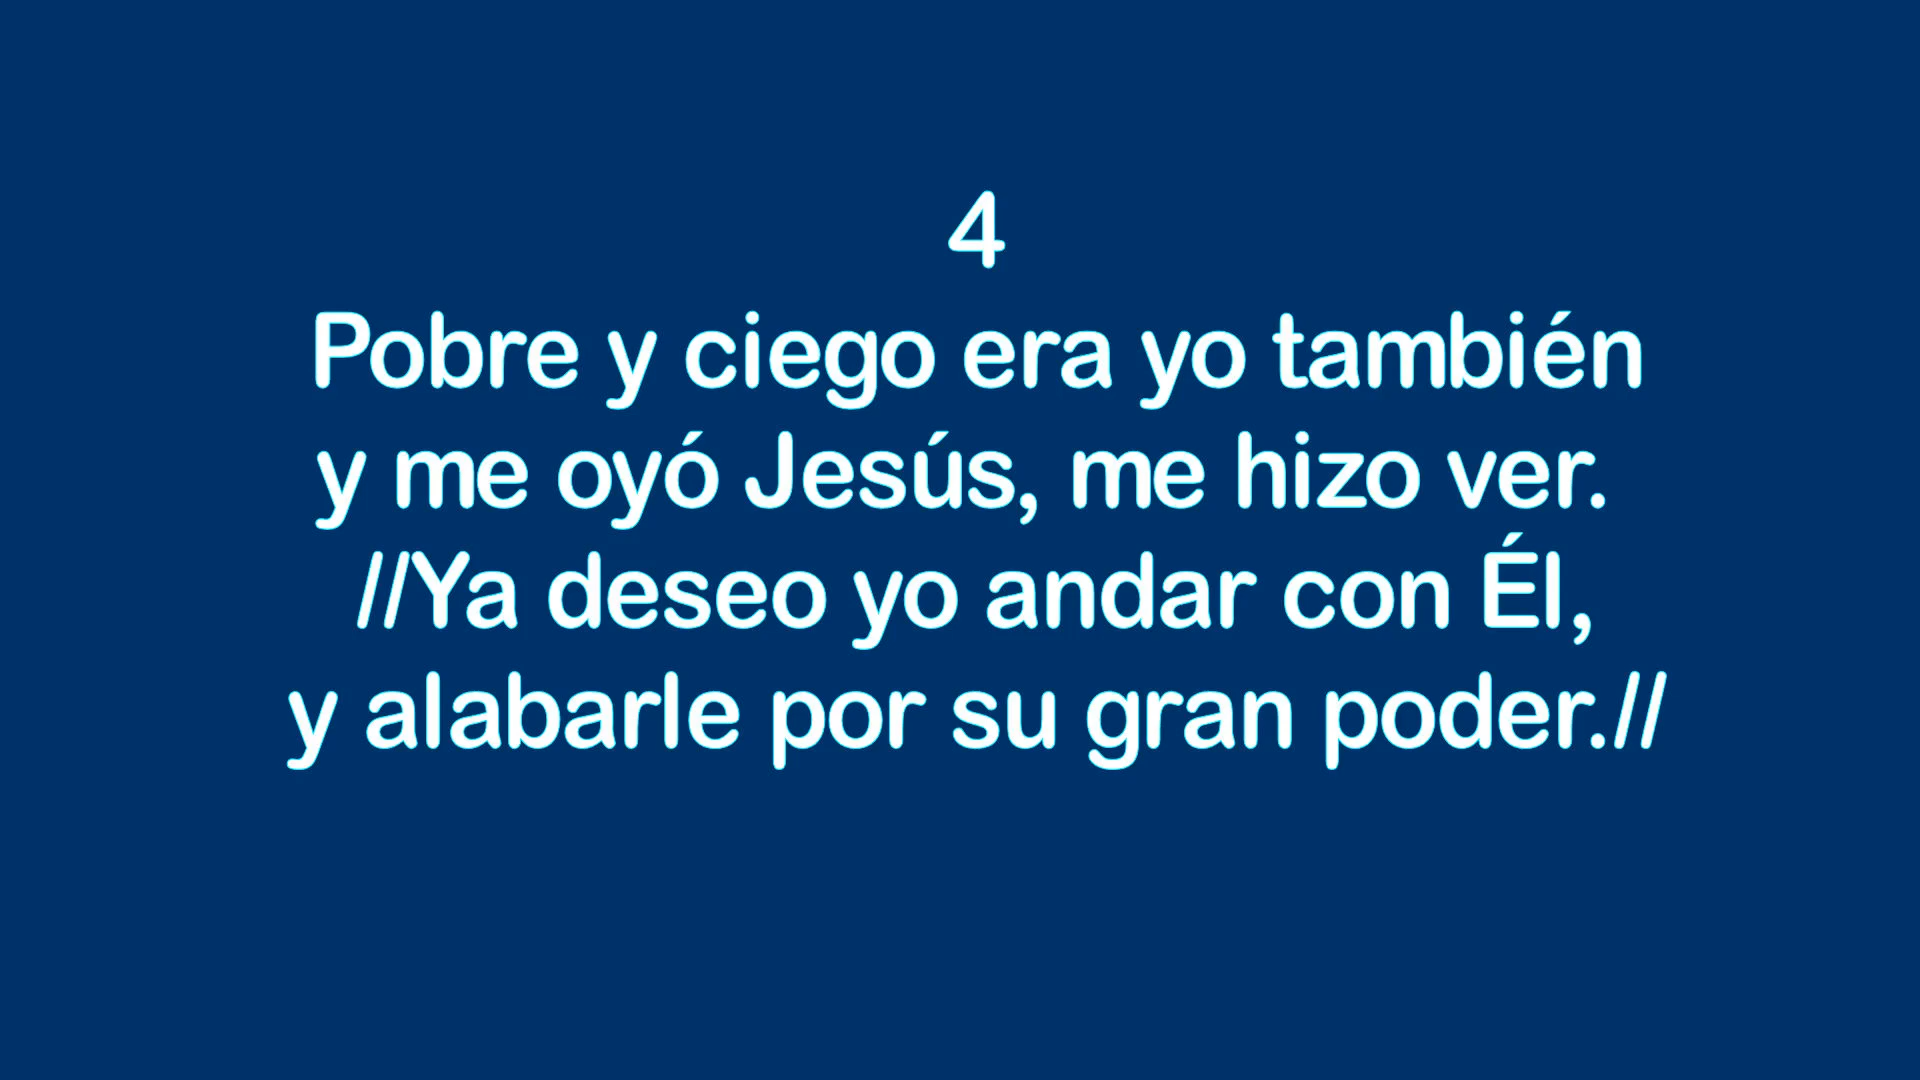 4
Pobre y ciego era yo también
y me oyó Jesús, me hizo ver.
//Ya deseo yo andar con Él,
y alabarle por su gran poder.//